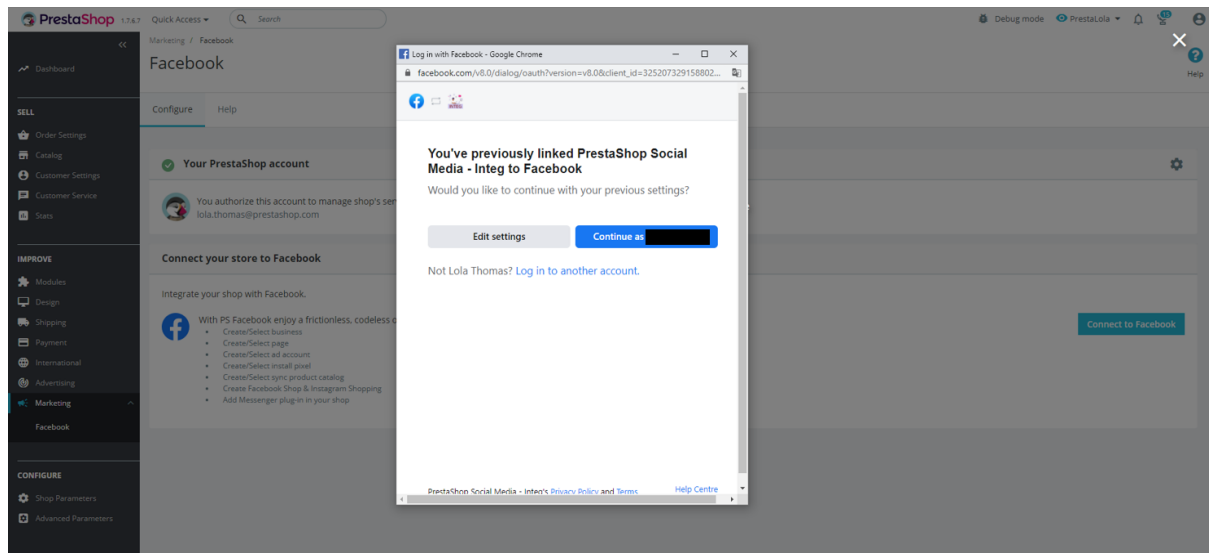 PrestaShop 1.7.6.7 Quick Access Search Debug mode PrestaLola
Marketing / Facebook
Facebook
Help
Configure Help
Dashboard
SELL
Order Settings
Catalog
Customer Settings
Customer Service
Stats
IMPROVE
Modules
Design
Shipping
Payment
International
Advertising
Marketing
Facebook
CONFIGURE
Shop Parameters
Advanced Parameters
Your PrestaShop account
You authorize this account to manage shop's ser
lola.thomas@prestashop.com
Connect your store to Facebook
Integrate your shop with Facebook.
With PS Facebook enjoy a frictionless, codeless
Create/Select business
Create/Select page
Create/Select ad account
Create/Select install pixel
Create/Select sync product catalog
Create Facebook Shop & Instagram Shopping
Add Messenger plug-in in your shop
Connect to Facebook
Log in with Facebook - Google Chrome
facebook.com/v8.0/dialog/oauth?version=v8.0&client_id=325207329158802...
You've previously linked PrestaShop Social
Media - Integ to Facebook
Would you like to continue with your previous settings?
Edit settings Continue as
Not Lola Thomas? Log in to another account.
PrestaShop Social Media - Integ's Privacy Policy and Terms Help Centre